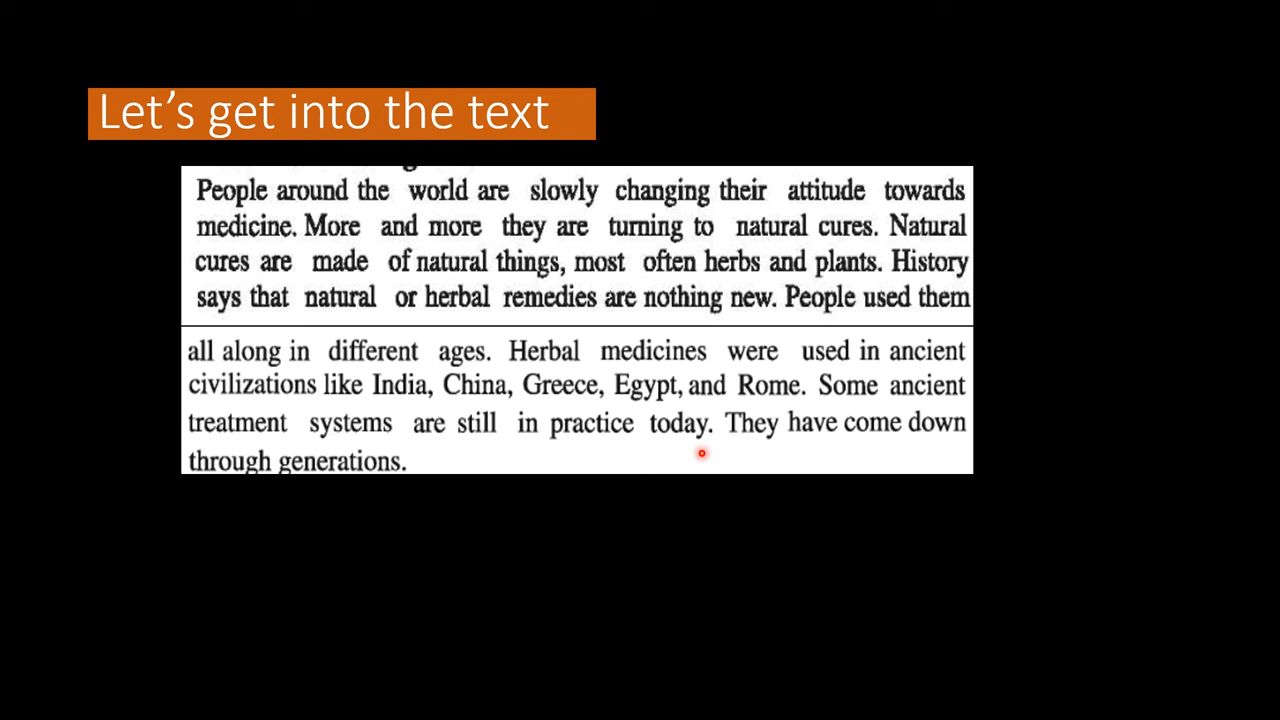 Let's get into the text
People around the world are slowly changing their attitude towards
medicine. More and more they are turning to natural cures. Natural
cures are made of natural things, most often herbs and plants. History
says that natural or herbal remedies are nothing new. People used them
all along in different ages. Herbal medicines were used in ancient
civilizations like India, China, Greece, Egypt, and Rome. Some ancient
treatment systems are still in practice today. They have come down
through generations.